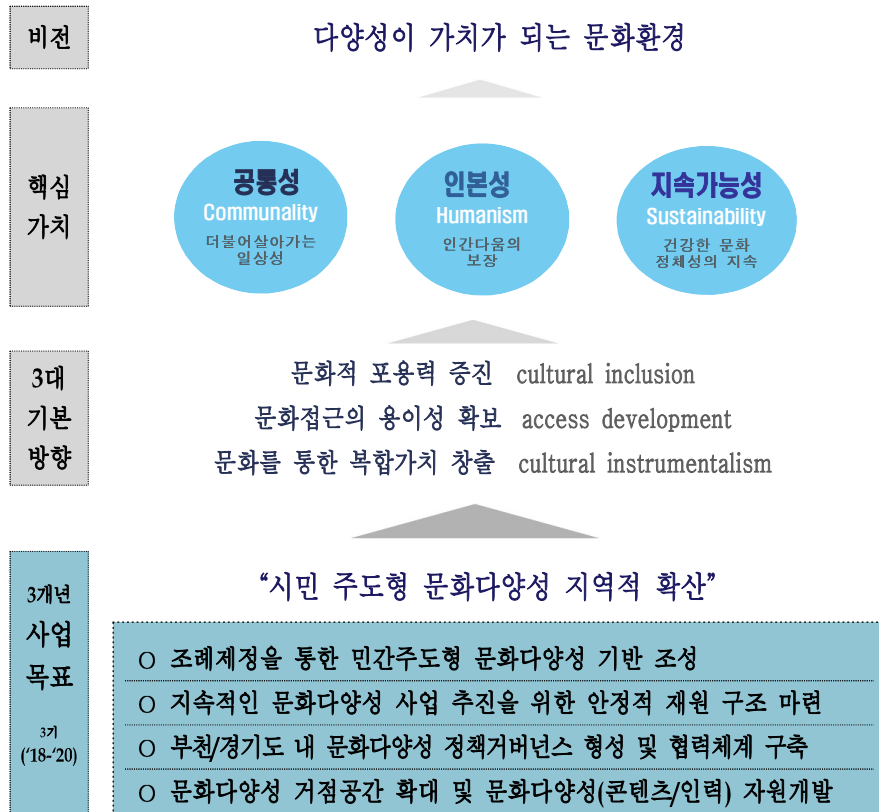 비전
다양성이 가치가 되는 문화환경
핵심
가치
공통성
Communality
더불어살아가는
일상성
인본성
Humanism
인간다움의
보장
지속가능성
Sustainability
건강한 문화
정체성의 지속
3대
기본
방향
문화적 포용력 증진 cultural inclusion
문화접근의 용이성 확보 access development
문화를 통한 복합가치 창출 cultural instrumentalism
3개년
사업
목표
3기
('18-'20)
“시민 주도형 문화다양성 지역적 확산”
O 조례제정을 통한 민간주도형 문화다양성 기반 조성
O 지속적인 문화다양성 사업 추진을 위한 안정적 재원 구조 마련
O 부천/경기도 내 문화다양성 정책거버넌스 형성 및 협력체계 구축
O 문화다양성 거점공간 확대 및 문화다양성(콘텐츠/인력) 자원개발